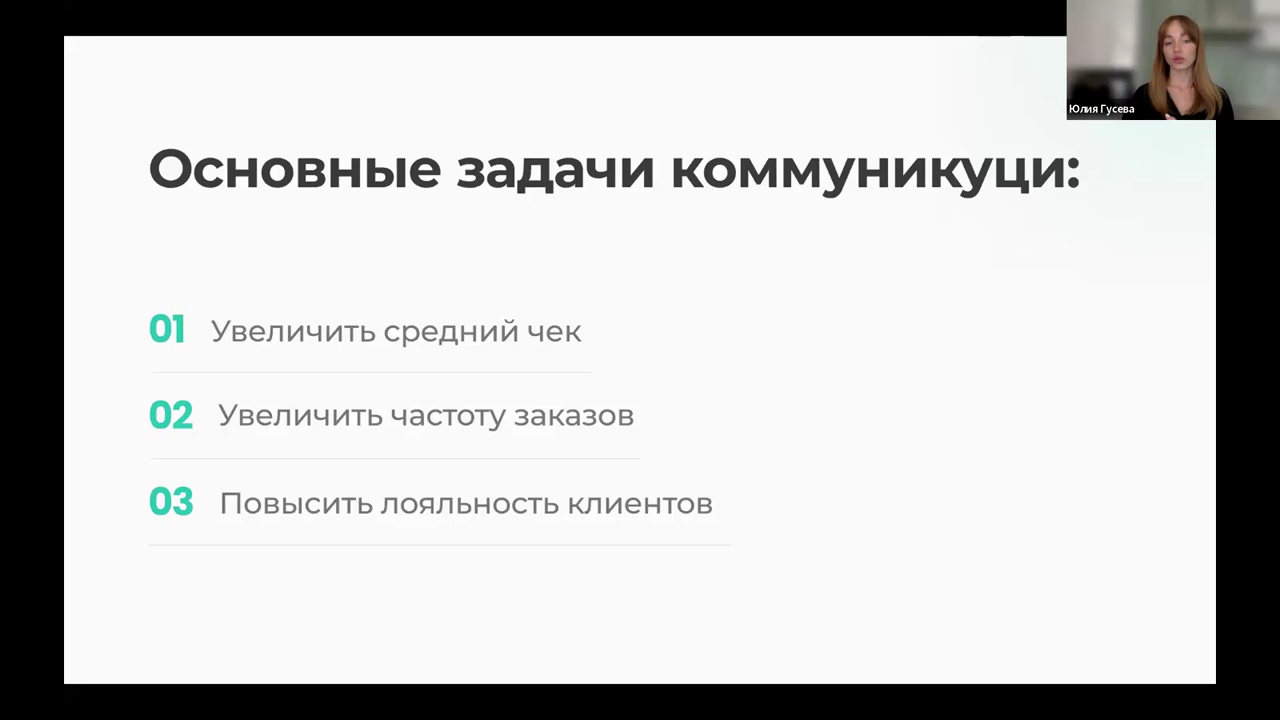 Юлия Гусева
Основные задачи коммуникуци:
01 Увеличить средний чек
02 Увеличить частоту заказов
03 Повысить лояльность клиентов